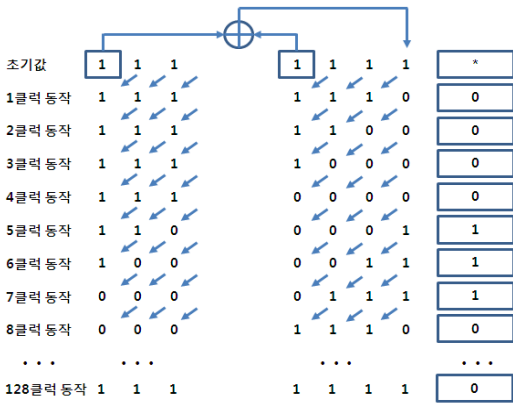 초기값 1 1 1 1 1 1 1 *
1클럭 동작 1 1 1 1 1 1 0 0
2클럭 동작 1 1 1 1 1 0 0 0
3클럭 동작 1 1 1 1 0 0 0 0
4클럭 동작 1 1 1 0 0 0 0 0
5클럭 동작 1 1 0 0 0 0 1 1
6클럭 동작 1 0 0 0 0 1 1 1
7클럭 동작 0 0 0 0 1 1 1 1
8클럭 동작 0 0 0 1 1 1 0 0
... ... ... ...
128클럭 동작 1 1 1 1 1 1 1 0